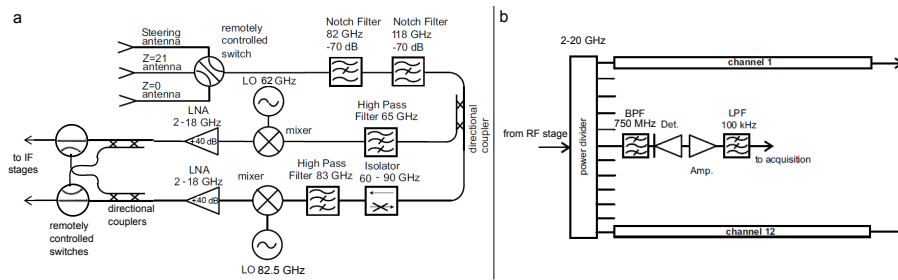 a
Steering
antenna
Z=21
antenna
Z=0
antenna
remotely
controlled
switch
Notch Filter
82 GHz
-70 dB
Notch Filter
118 GHz
-70 dB
LO 62 GHz
LNA
2-18 GHz
+40 dB
mixer
High Pass
Filter 65 GHz
directional
coupler
to IF
stages
LNA
2-18 GHz
+40 dB
mixer
High Pass
Filter 83 GHz
Isolator
60 - 90 GHz
directional
couplers
remotely
controlled
switches
LO 82.5 GHz
b
2-20 GHz
channel 1
from RF stage
power divider
BPF
750 MHz
Det.
Amp.
LPF
100 kHz
to acquisition
channel 12